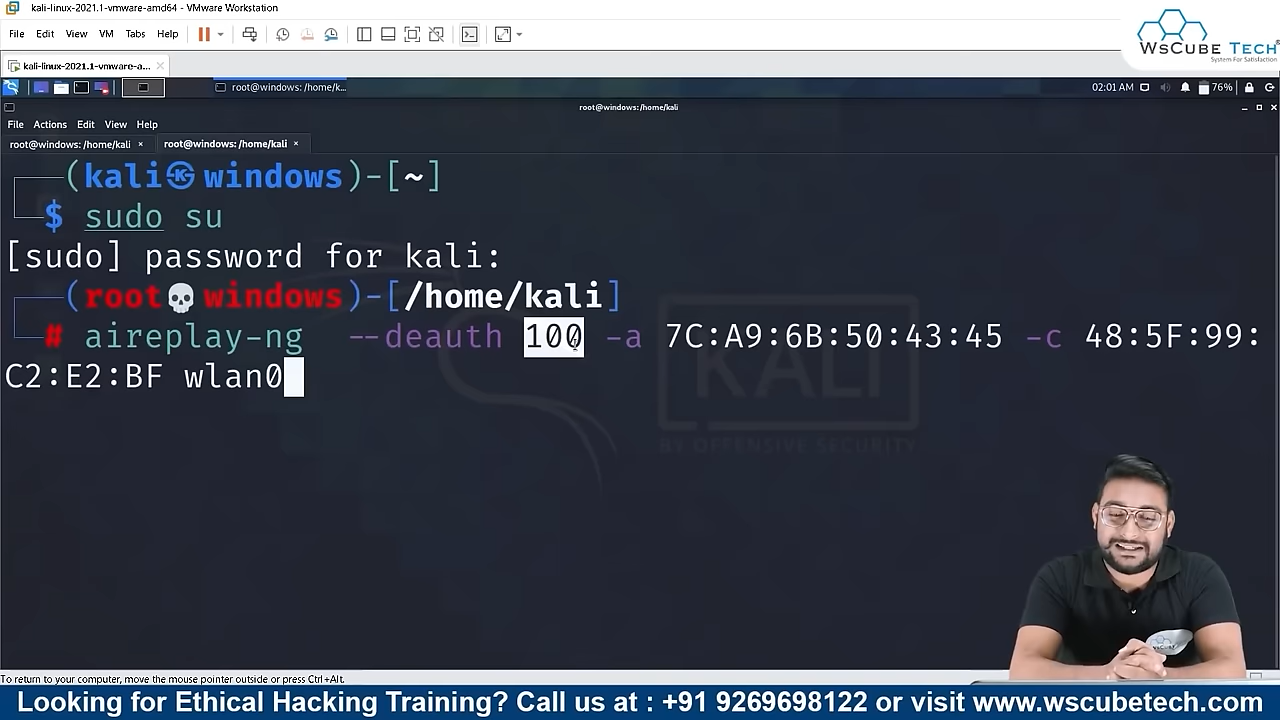 kali-linux-2021.1-vmware-amd64 - VMware Workstation
File Edit View VM Tabs Help
WsCube Tech
System For Satisfaction
kali-linux-2021.1-vmware-a...
root@windows: /home/k...
02:01 AM
76%
root@windows: /home/kali
File Actions Edit View Help
root@windows: /home/kali
root@windows: /home/kali
(kali㉿windows)-[~]
$ sudo su
[sudo] password for kali:
(root💀windows)-[/home/kali]
# aireplay-ng --deauth 100 -a 7C:A9:6B:50:43:45 -c 48:5F:99:
C2:E2:BF wlan0
KALI
BY OFFENSIVE SECURITY
To return to your computer, move the mouse pointer outside or press Ctrl+Alt.
Looking for Ethical Hacking Training? Call us at : +91 9269698122 or visit www.wscubetech.com